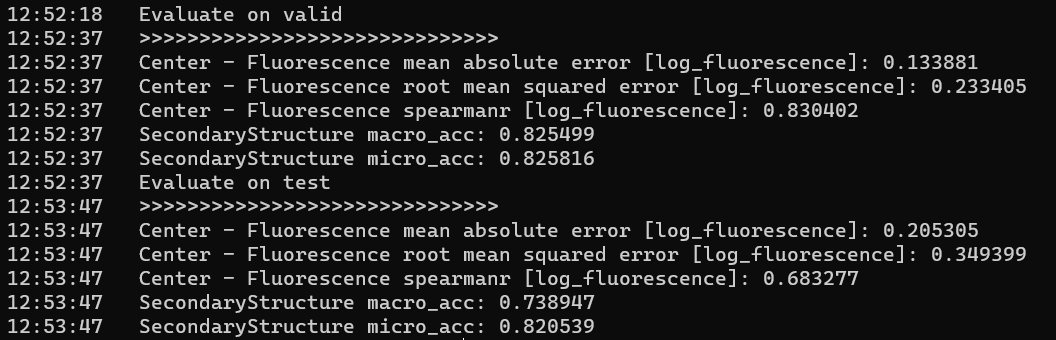 12:52:18   Evaluate on valid
12:52:37   >>>>>>>>>>>>>>>>>>>>>>>>>>>>>>
12:52:37   Center - Fluorescence mean absolute error [log_fluorescence]: 0.133881
12:52:37   Center - Fluorescence root mean squared error [log_fluorescence]: 0.233405
12:52:37   Center - Fluorescence spearmanr [log_fluorescence]: 0.830402
12:52:37   SecondaryStructure macro_acc: 0.825499
12:52:37   SecondaryStructure micro_acc: 0.825816
12:52:37   Evaluate on test
12:53:47   >>>>>>>>>>>>>>>>>>>>>>>>>>>>>>
12:53:47   Center - Fluorescence mean absolute error [log_fluorescence]: 0.205305
12:53:47   Center - Fluorescence root mean squared error [log_fluorescence]: 0.349399
12:53:47   Center - Fluorescence spearmanr [log_fluorescence]: 0.683277
12:53:47   SecondaryStructure macro_acc: 0.738947
12:53:47   SecondaryStructure micro_acc: 0.820539